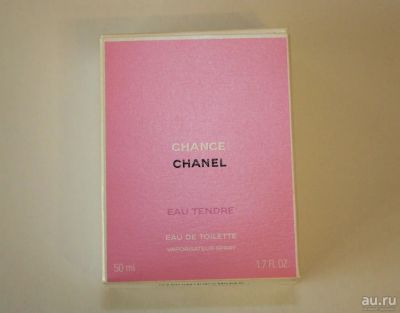 CHANCE
CHANEL
EAU TENDRE
EAU DE TOILETTE
VAPORISATEUR SPRAY
50 ml
1.7 FL. OZ.
au.ru